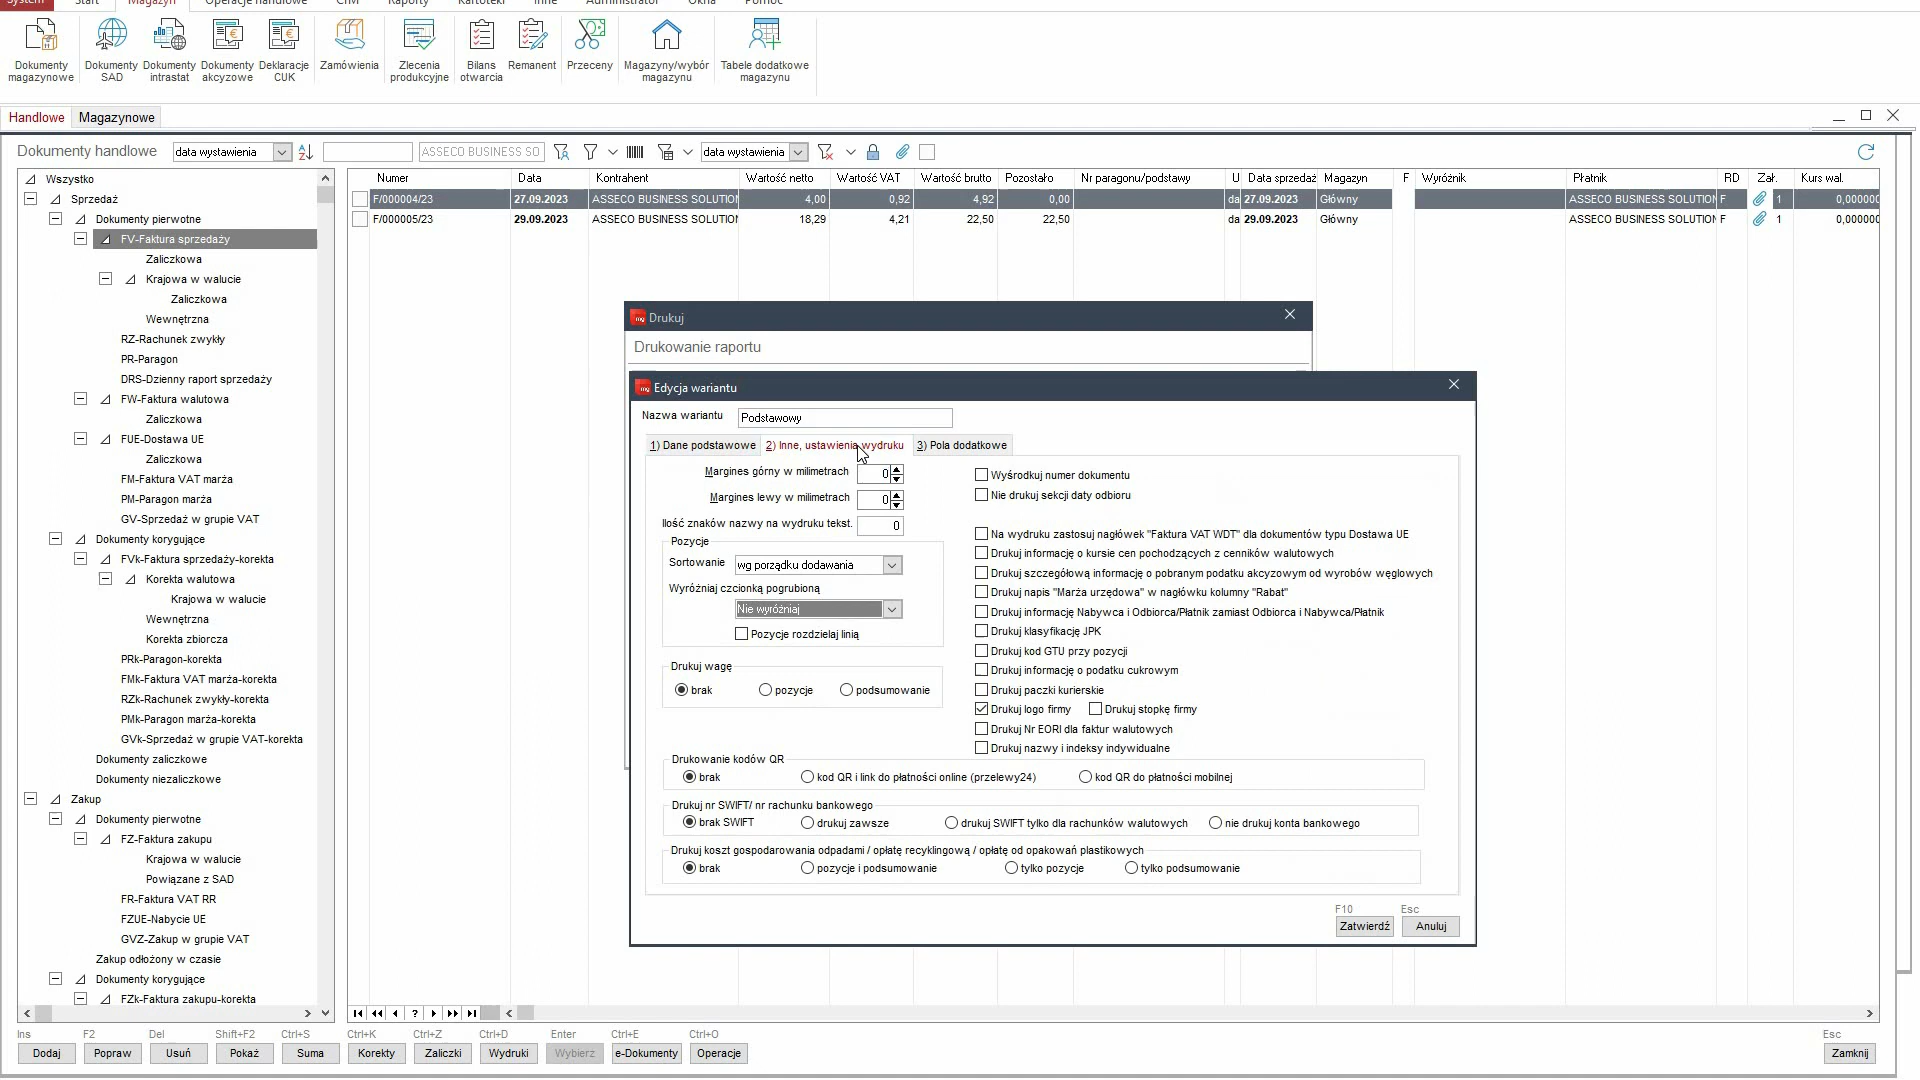 System Start Magazyn Operacje handlowe CRM Raporty Kartoteki Inne Administrator Okna Pomoc
Dokumenty magazynowe
Dokumenty SAD
Dokumenty intrastat
Dokumenty akcyzowe
Deklaracje CUK
Zamówienia
Zlecenia produkcyjne
Bilans otwarcia
Remanent
Przeceny
Magazyny/wybór magazynu
Tabele dodatkowe magazynu
Handlowe Magazynowe
Dokumenty handlowe data wystawienia ASSECO BUSINESS SO data wystawienia
Wszystko
Sprzedaż
Dokumenty pierwotne
FV-Faktura sprzedaży
Zaliczkowa
Krajowa w walucie
Zaliczkowa
Wewnętrzna
RZ-Rachunek zwykły
PR-Paragon
DRS-Dzienny raport sprzedaży
FW-Faktura walutowa
Zaliczkowa
FUE-Dostawa UE
Zaliczkowa
FM-Faktura VAT marża
PM-Paragon marża
GV-Sprzedaż w grupie VAT
Dokumenty korygujące
FVk-Faktura sprzedaży-korekta
Korekta walutowa
Krajowa w walucie
Wewnętrzna
Korekta zbiorcza
PRk-Paragon-korekta
FMk-Faktura VAT marża-korekta
RZk-Rachunek zwykły-korekta
PMk-Paragon marża-korekta
GVk-Sprzedaż w grupie VAT-korekta
Dokumenty zaliczkowe
Dokumenty niezaliczkowe
Zakup
Dokumenty pierwotne
FZ-Faktura zakupu
Krajowa w walucie
Powiązane z SAD
FR-Faktura VAT RR
FZUE-Nabycie UE
GVZ-Zakup w grupie VAT
Zakup odłożony w czasie
Dokumenty korygujące
FZk-Faktura zakupu-korekta
Numer Data Kontrahent Wartość netto Wartość VAT Wartość brutto Pozostało Nr paragonu/podstawy U Data sprzedaż Magazyn F Wyróżnik Płatnik RD Zał. Kurs wal.
F/000004/23 27.09.2023 ASSECO BUSINESS SOLUTION 4,00 0,92 4,92 0,00 da 27.09.2023 Główny ASSECO BUSINESS SOLUTION F 1 0,000000
F/000005/23 29.09.2023 ASSECO BUSINESS SOLUTION 18,29 4,21 22,50 22,50 da 29.09.2023 Główny ASSECO BUSINESS SOLUTION F 1 0,000000
Drukuj
Drukowanie raportu
Edycja wariantu
Nazwa wariantu Podstawowy
1) Dane podstawowe 2) Inne, ustawienia wydruku 3) Pola dodatkowe
Margines górny w milimetrach 0
Margines lewy w milimetrach 0
Ilość znaków nazwy na wydruku tekst. 0
Pozycje
Sortowanie wg porządku dodawania
Wyróżniaj czcionką pogrubioną
Nie wyróżniaj
Pozycje rozdzielaj linią
Drukuj wagę
brak pozycje podsumowanie
Wyśrodkuj numer dokumentu
Nie drukuj sekcji daty odbioru
Na wydruku zastosuj nagłówek "Faktura VAT WDT" dla dokumentów typu Dostawa UE
Drukuj informację o kursie cen pochodzących z cenników walutowych
Drukuj szczegółową informację o pobranym podatku akcyzowym od wyrobów węglowych
Drukuj napis "Marża urzędowa" w nagłówku kolumny "Rabat"
Drukuj informację Nabywca i Odbiorca/Płatnik zamiast Odbiorca i Nabywca/Płatnik
Drukuj klasyfikację JPK
Drukuj kod GTU przy pozycji
Drukuj informację o podatku cukrowym
Drukuj paczki kurierskie
Drukuj logo firmy Drukuj stopkę firmy
Drukuj Nr EORI dla faktur walutowych
Drukuj nazwy i indeksy indywidualne
Drukowanie kodów QR
brak kod QR i link do płatności online (przelewy24) kod QR do płatności mobilnej
Drukuj nr SWIFT/ nr rachunku bankowego
brak SWIFT drukuj zawsze drukuj SWIFT tylko dla rachunków walutowych nie drukuj konta bankowego
Drukuj koszt gospodarowania odpadami / opłatę recyklingową / opłatę od opakowań plastikowych
brak pozycje i podsumowanie tylko pozycje tylko podsumowanie
F10 Esc
Zatwierdź Anuluj
Ins F2 Del Shift+F2 Ctrl+S Ctrl+K Ctrl+Z Ctrl+D Enter Ctrl+E Ctrl+O Esc
Dodaj Popraw Usuń Pokaż Suma Korekty Zaliczki Wydruki Wybierz e-Dokumenty Operacje Zamknij